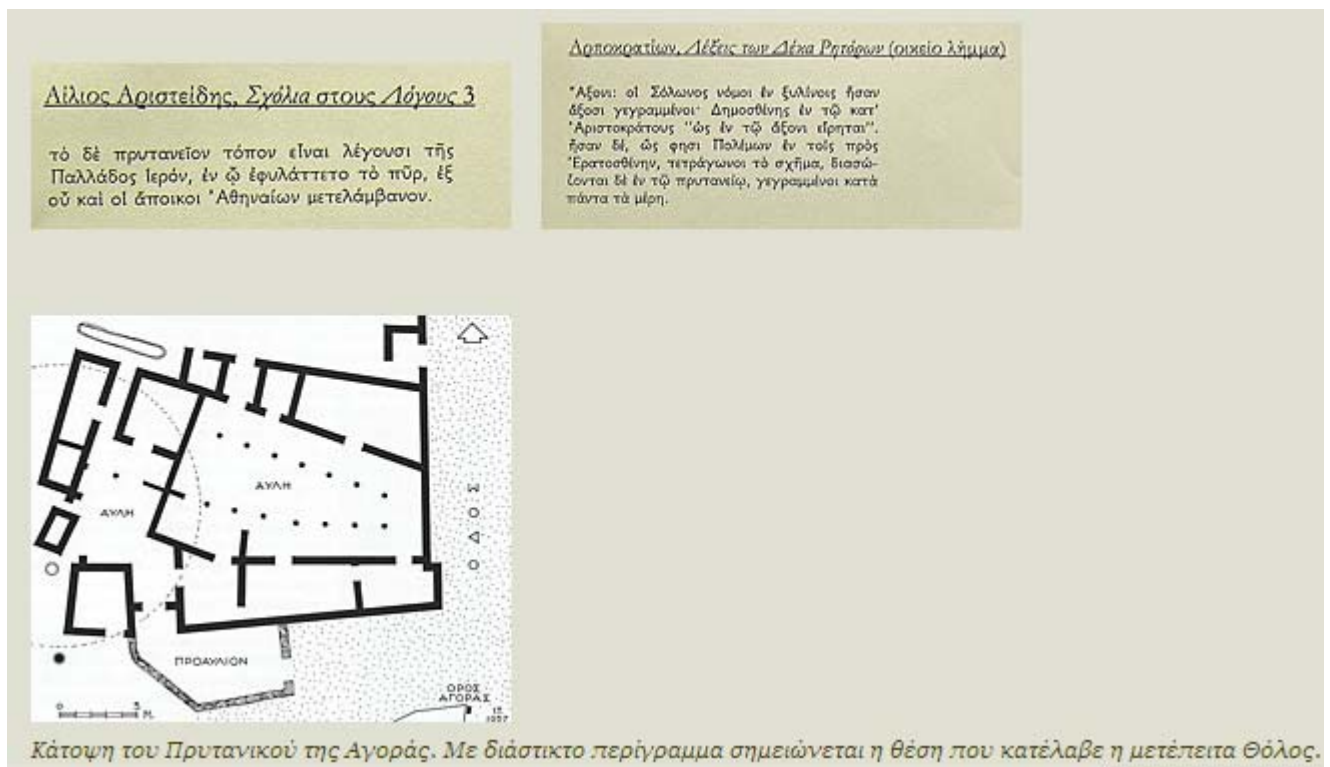 Αίλιος Αριστείδης, Σχόλια στους Λόγους 3
τὸ δὲ πρυτανεῖον τόπον εἶναι λέγουσι τῆς
Παλλάδος ἱερόν, ἐν ᾧ ἐφυλάττετο τὸ πῦρ, ἐξ
οὗ καὶ οἱ ἄποικοι Ἀθηναίων μετελάμβανον.
Αρποκρατίων, Λέξεις των Δέκα Ρητόρων (οικείο λήμμα)
Ἄξονι: οἱ Σόλωνος νόμοι ἐν ξυλίνοις ἦσαν
ἄξοσι γεγραμμένοι· Δημοσθένης ἐν τῷ κατ'
Ἀριστοκράτους "ὡς ἐν τῷ ἄξονι εἴρηται".
ἦσαν δέ, ὥς φησι Πολέμων ἐν τοῖς πρὸς
Ἐρατοσθένην, τετράγωνοι τὸ σχῆμα, διασώ-
ζονται δὲ ἐν τῷ πρυτανείῳ, γεγραμμένοι κατὰ
πάντα τὰ μέρη.
ΑΥΛΗ
ΑΥΛΗ
ΟΔΟΣ
ΠΡΟΑΥΛΙΟΝ
ΟΡΟΣ
ΑΓΟΡΑΣ
0 5 Μ.
Κάτοψη του Πρυτανικού της Αγοράς. Με διάστικτο περίγραμμα σημειώνεται η θέση που κατέλαβε η μετέπειτα Θόλος.